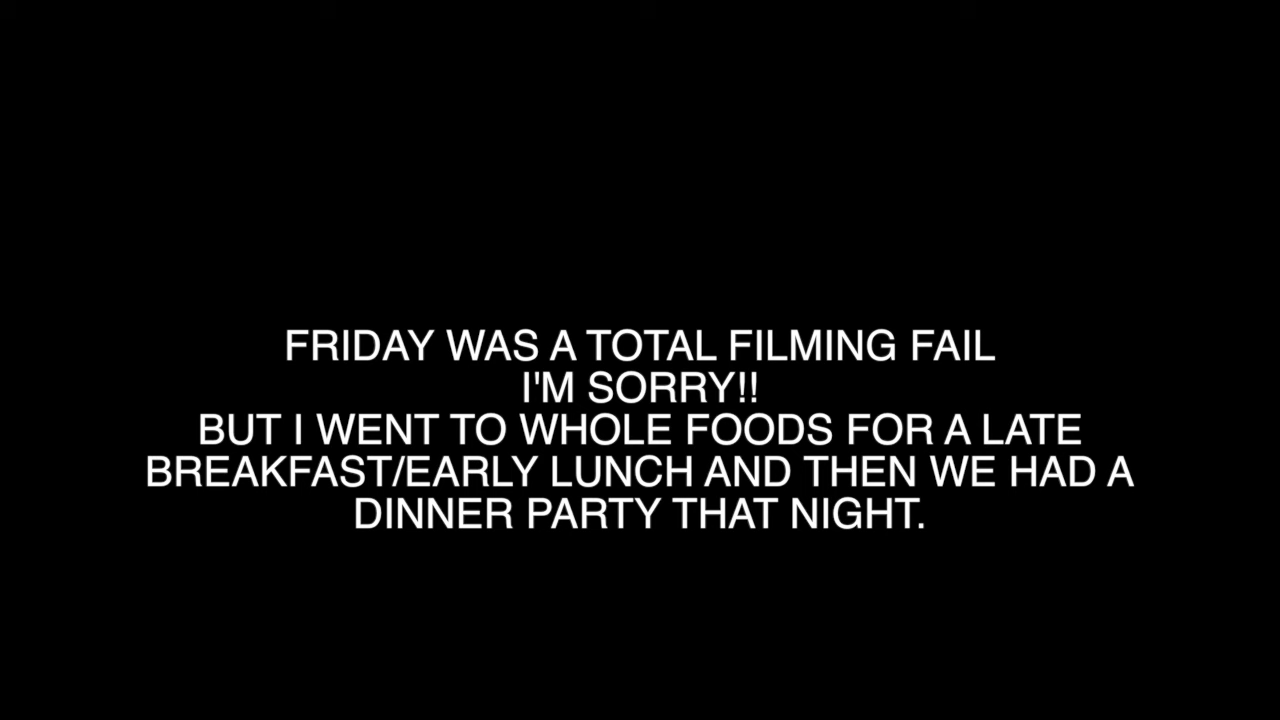 FRIDAY WAS A TOTAL FILMING FAIL
I'M SORRY!!
BUT I WENT TO WHOLE FOODS FOR A LATE
BREAKFAST/EARLY LUNCH AND THEN WE HAD A
DINNER PARTY THAT NIGHT.